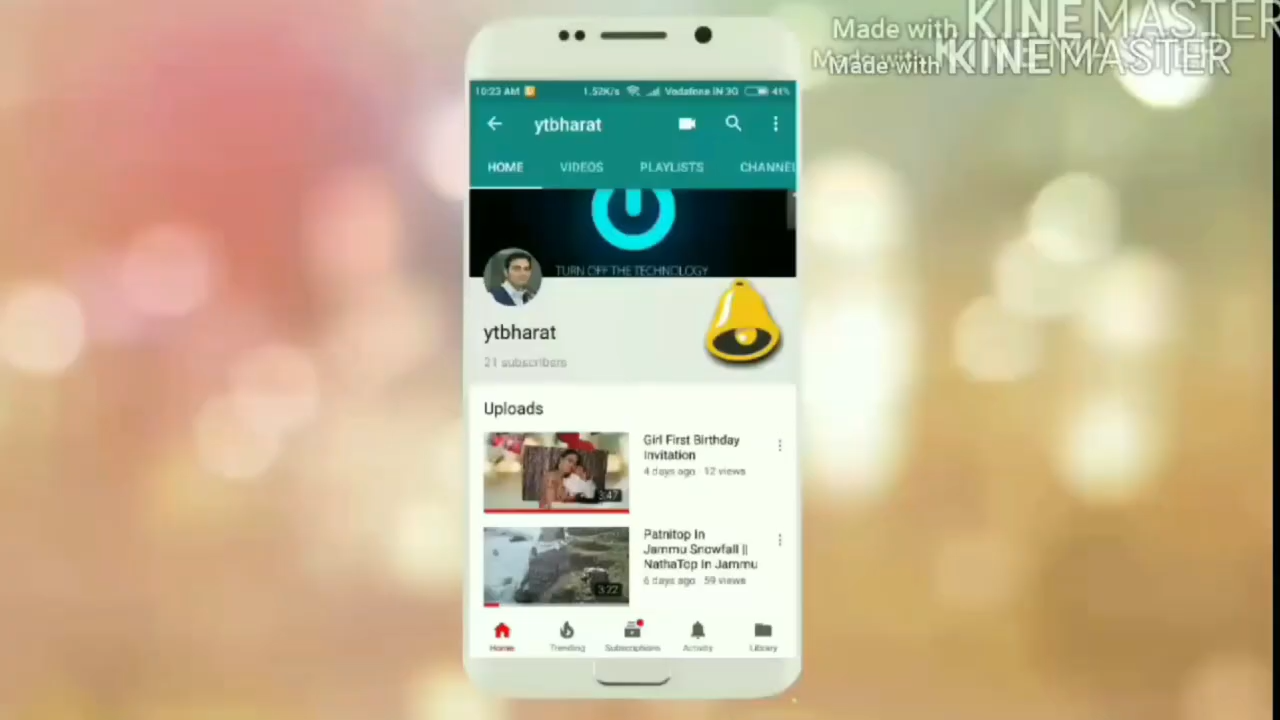 Made with KINEMASTER
Made with KINEMASTER
10:23 AM 1.52K/s Vodafone IN 3G 41%
ytbharat
HOME VIDEOS PLAYLISTS CHANNEL
TURN OFF THE TECHNOLOGY
ytbharat
21 subscribers
Uploads
Girl First Birthday
Invitation
4 days ago 12 views
3:47
Patnitop In
Jammu Snowfall ||
NathaTop In Jammu
6 days ago 59 views
3:22
Home Trending Subscriptions Activity Library